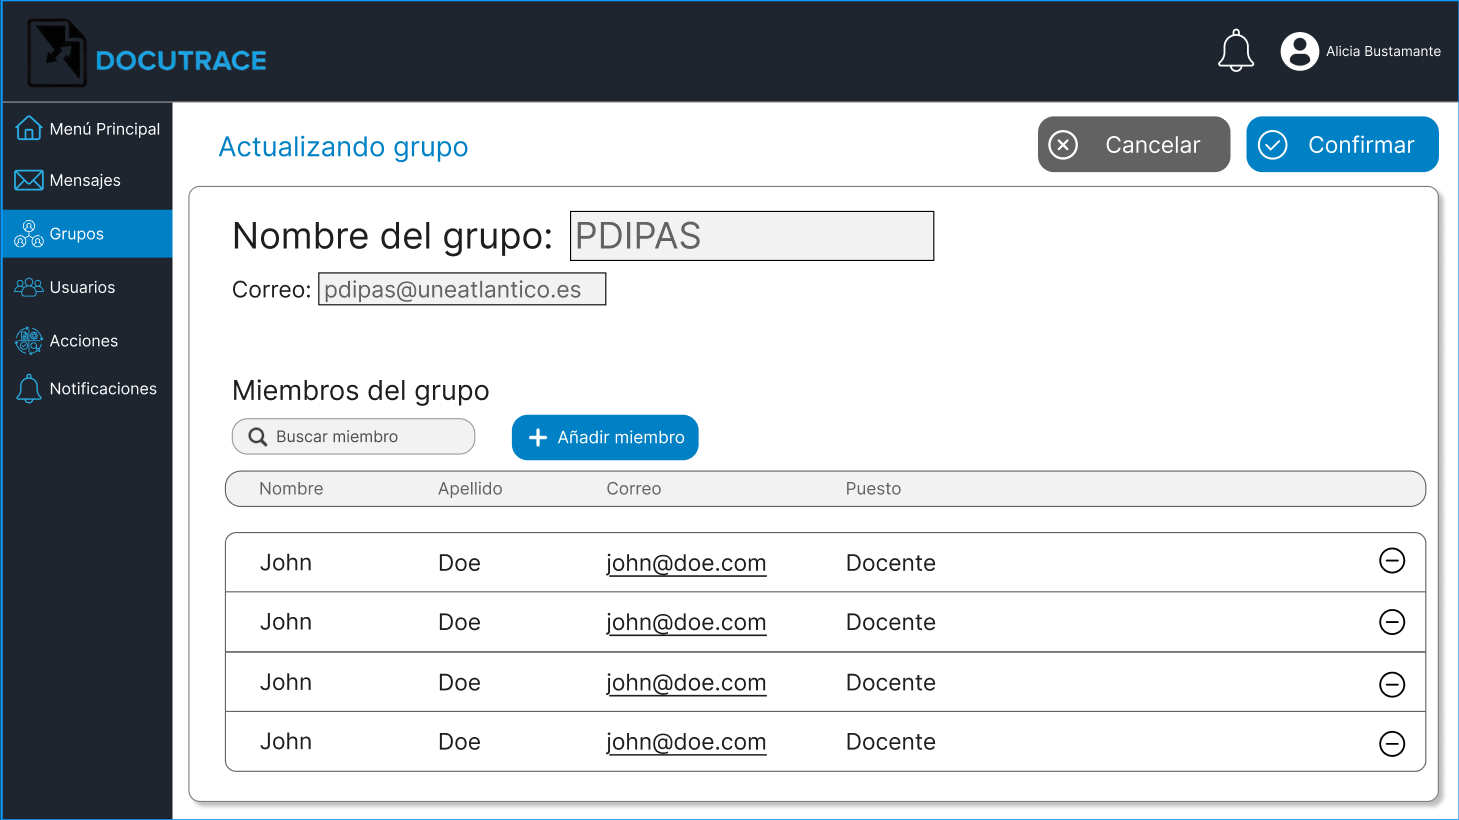 DOCUTRACE
Alicia Bustamante
Menú Principal
Mensajes
Grupos
Usuarios
Acciones
Notificaciones
Actualizando grupo
Cancelar
Confirmar
Nombre del grupo: PDIPAS
Correo: pdipas@uneatlantico.es
Miembros del grupo
Buscar miembro
Añadir miembro
Nombre Apellido Correo Puesto
John Doe john@doe.com Docente
John Doe john@doe.com Docente
John Doe john@doe.com Docente
John Doe john@doe.com Docente